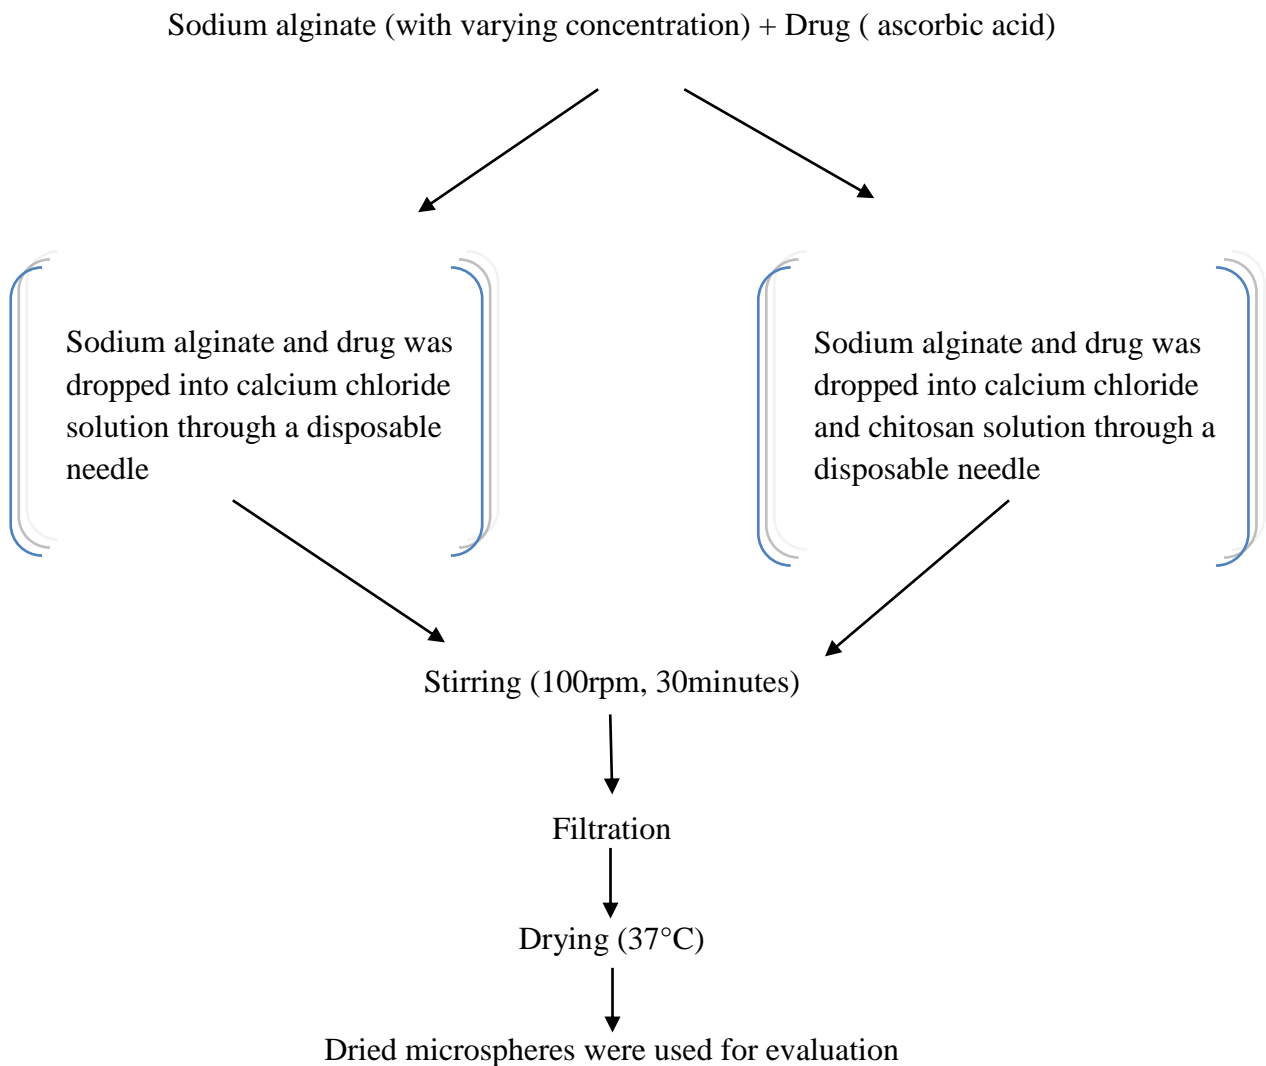 Sodium alginate (with varying concentration) + Drug ( ascorbic acid)
Sodium alginate and drug was
dropped into calcium chloride
solution through a disposable
needle
Sodium alginate and drug was
dropped into calcium chloride
and chitosan solution through a
disposable needle
Stirring (100rpm, 30minutes)
Filtration
Drying (37°C)
Dried microspheres were used for evaluation